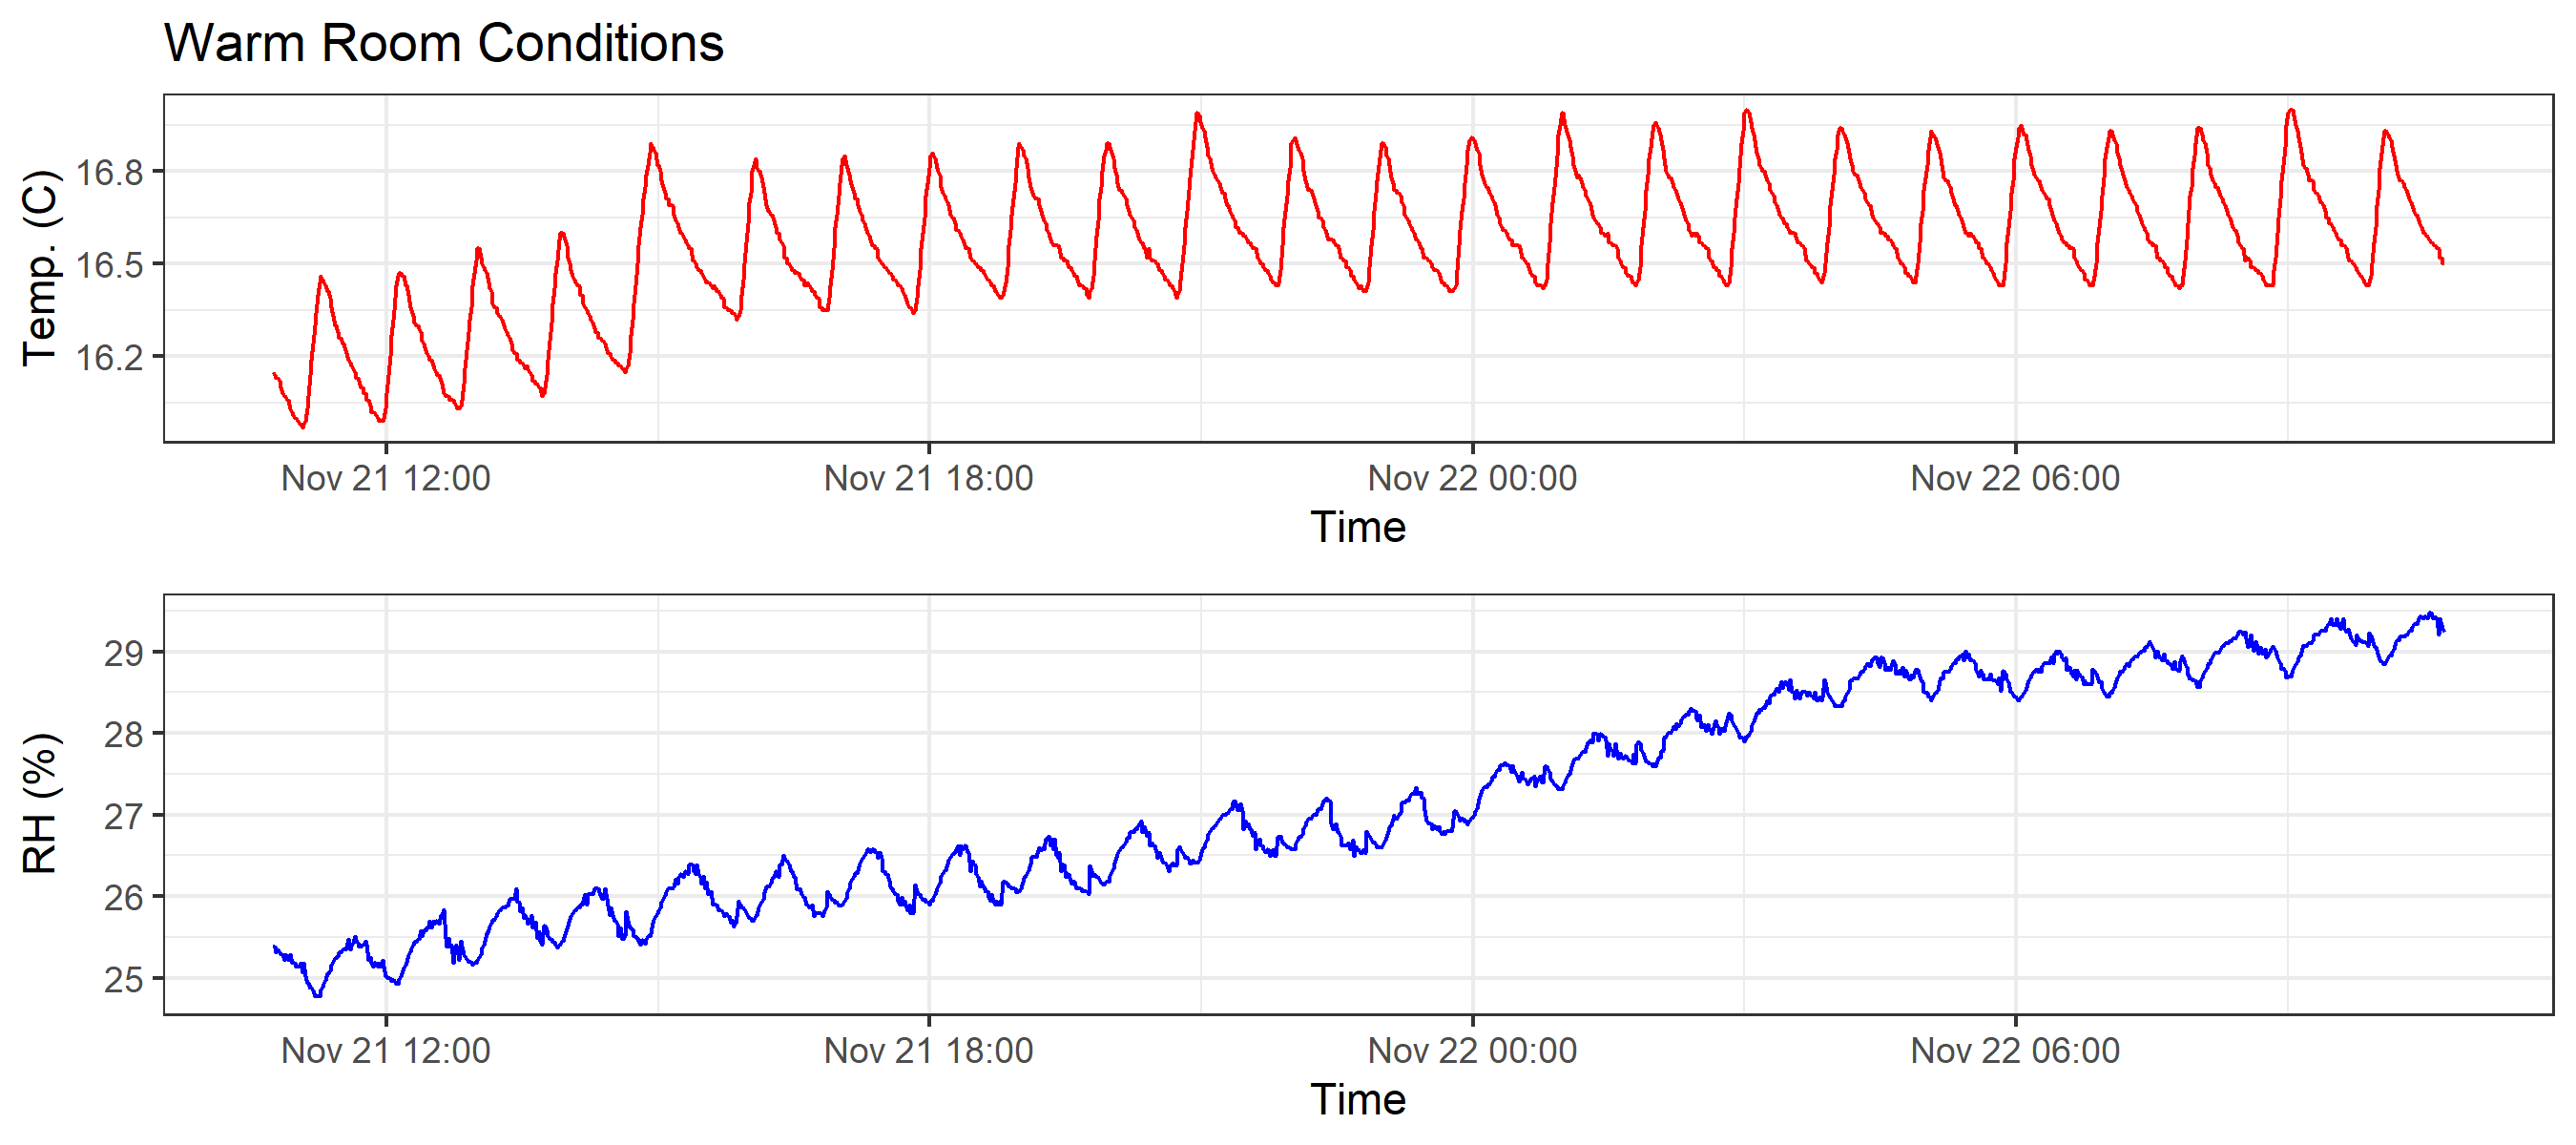 Warm Room Conditions
Temp. (C)
16.8
16.5
16.2
Nov 21 12:00 Nov 21 18:00 Nov 22 00:00 Nov 22 06:00
Time
RH (%)
29
28
27
26
25
Nov 21 12:00 Nov 21 18:00 Nov 22 00:00 Nov 22 06:00
Time